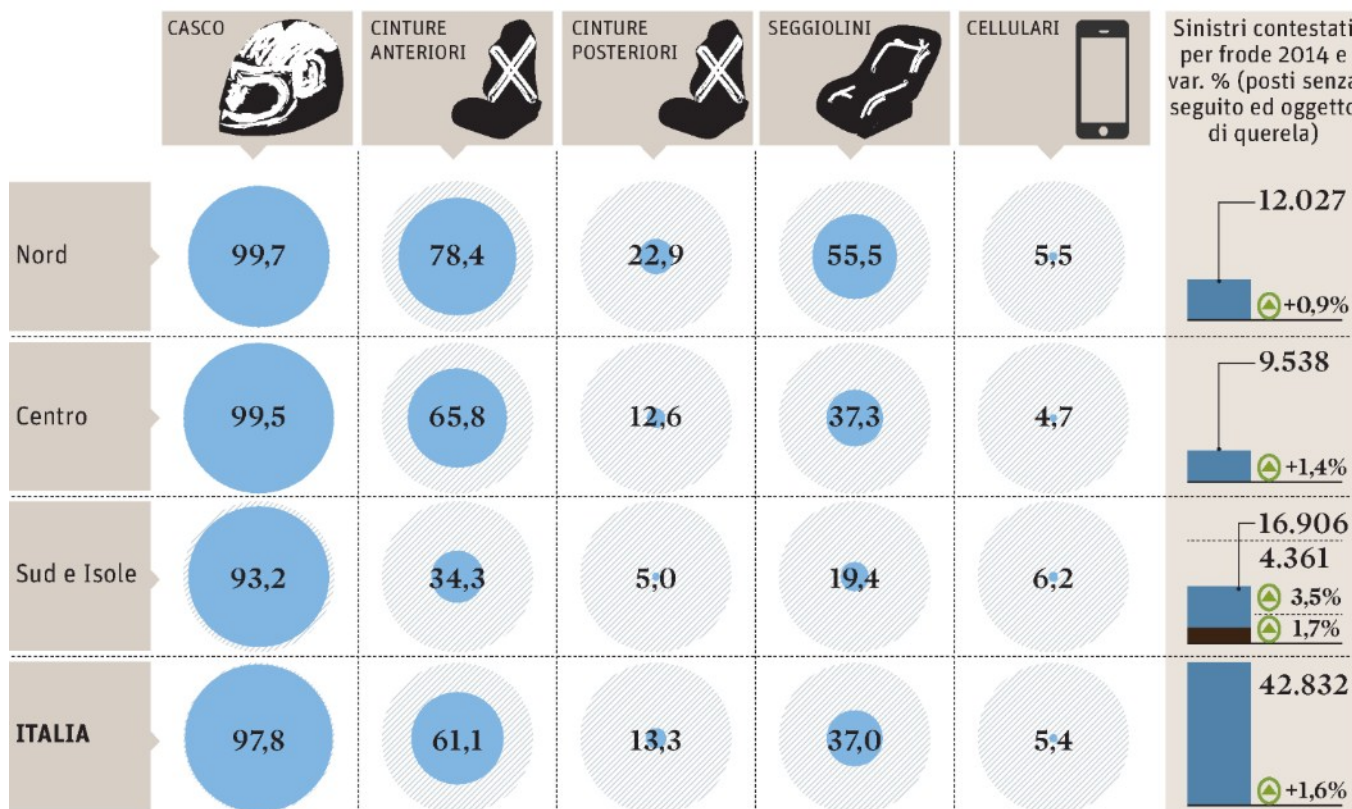 CASCO
CINTURE
ANTERIORI
CINTURE
POSTERIORI
SEGGIOLINI
CELLULARI
Sinistri contestati
per frode 2014 e
var. % (posti senza
seguito ed oggetto
di querela)
Nord
99,7
78,4
22,9
55,5
5,5
12.027
+0,9%
Centro
99,5
65,8
12,6
37,3
4,7
9.538
+1,4%
Sud e Isole
93,2
34,3
5,0
19,4
6,2
16.906
4.361
3,5%
1,7%
ITALIA
97,8
61,1
13,3
37,0
5,4
42.832
+1,6%